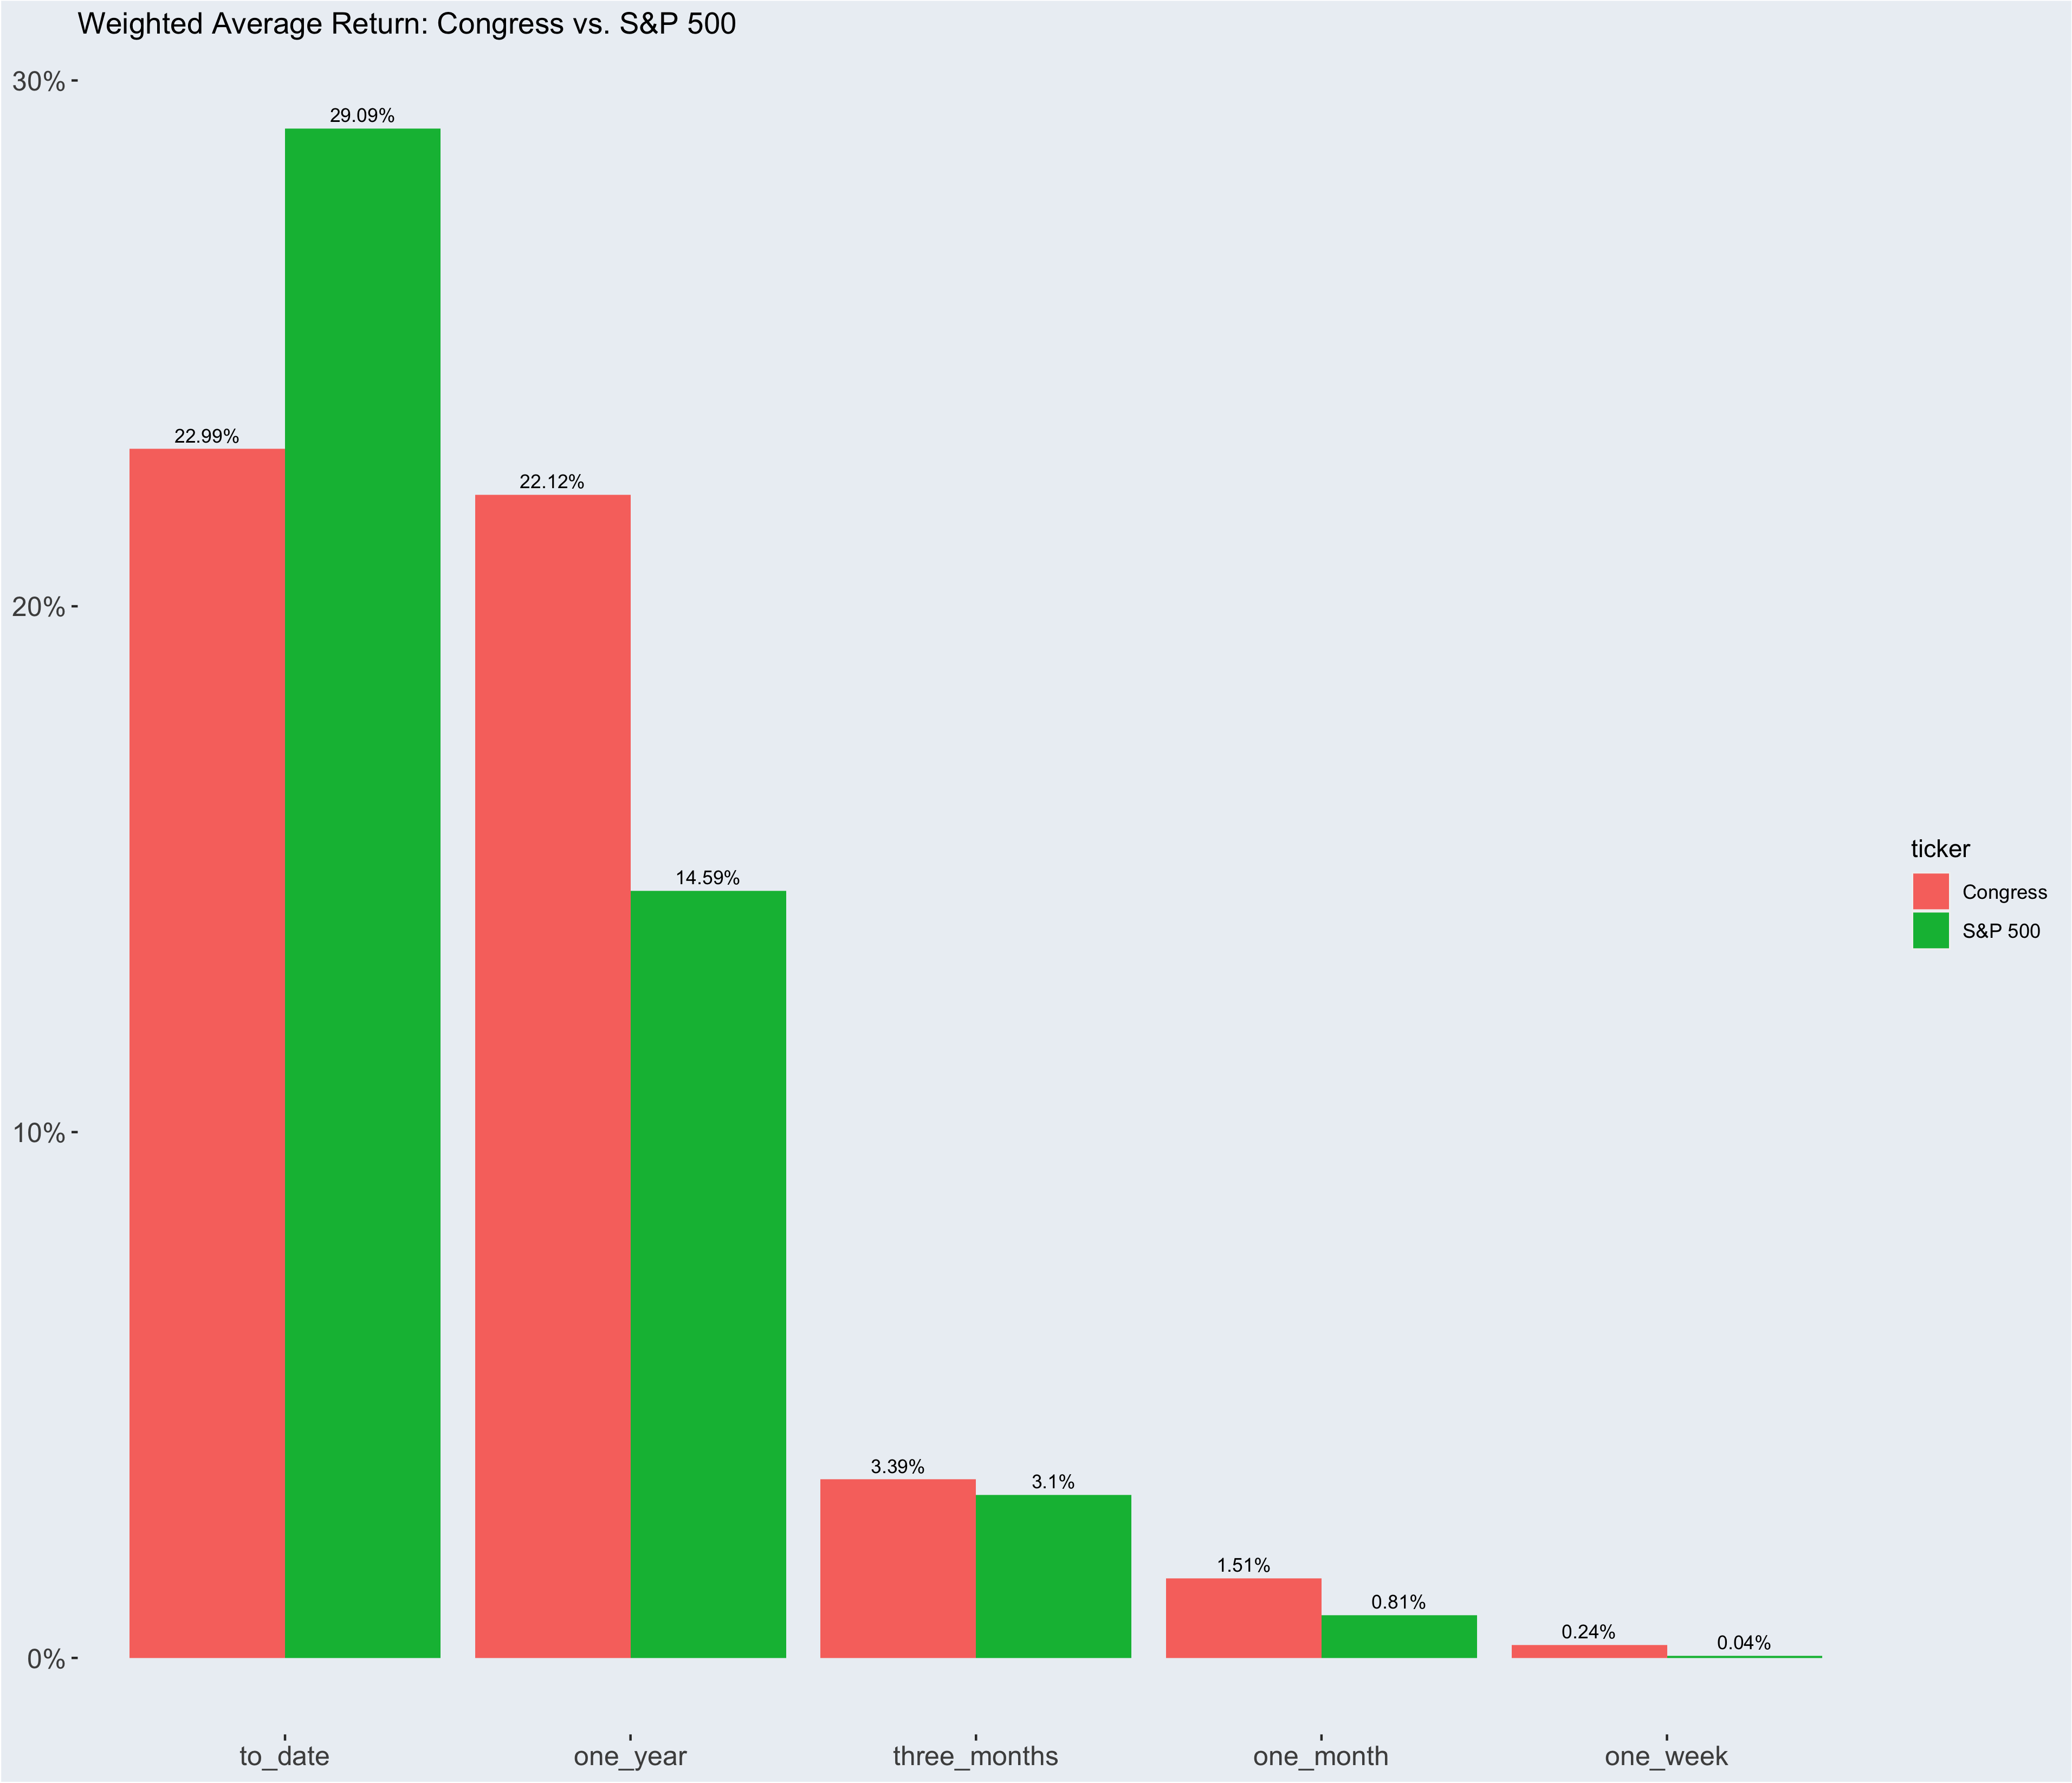 Weighted Average Return: Congress vs. S&P 500
30%
20%
10%
0%
22.99%
29.09%
22.12%
14.59%
3.39%
3.1%
1.51%
0.81%
0.24%
0.04%
to_date
one_year
three_months
one_month
one_week
ticker
Congress
S&P 500